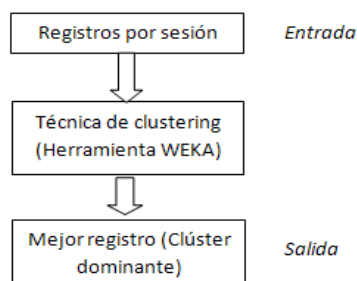 Registros por sesión Entrada
Técnica de clustering
(Herramienta WEKA)
Mejor registro (Clúster
dominante) Salida